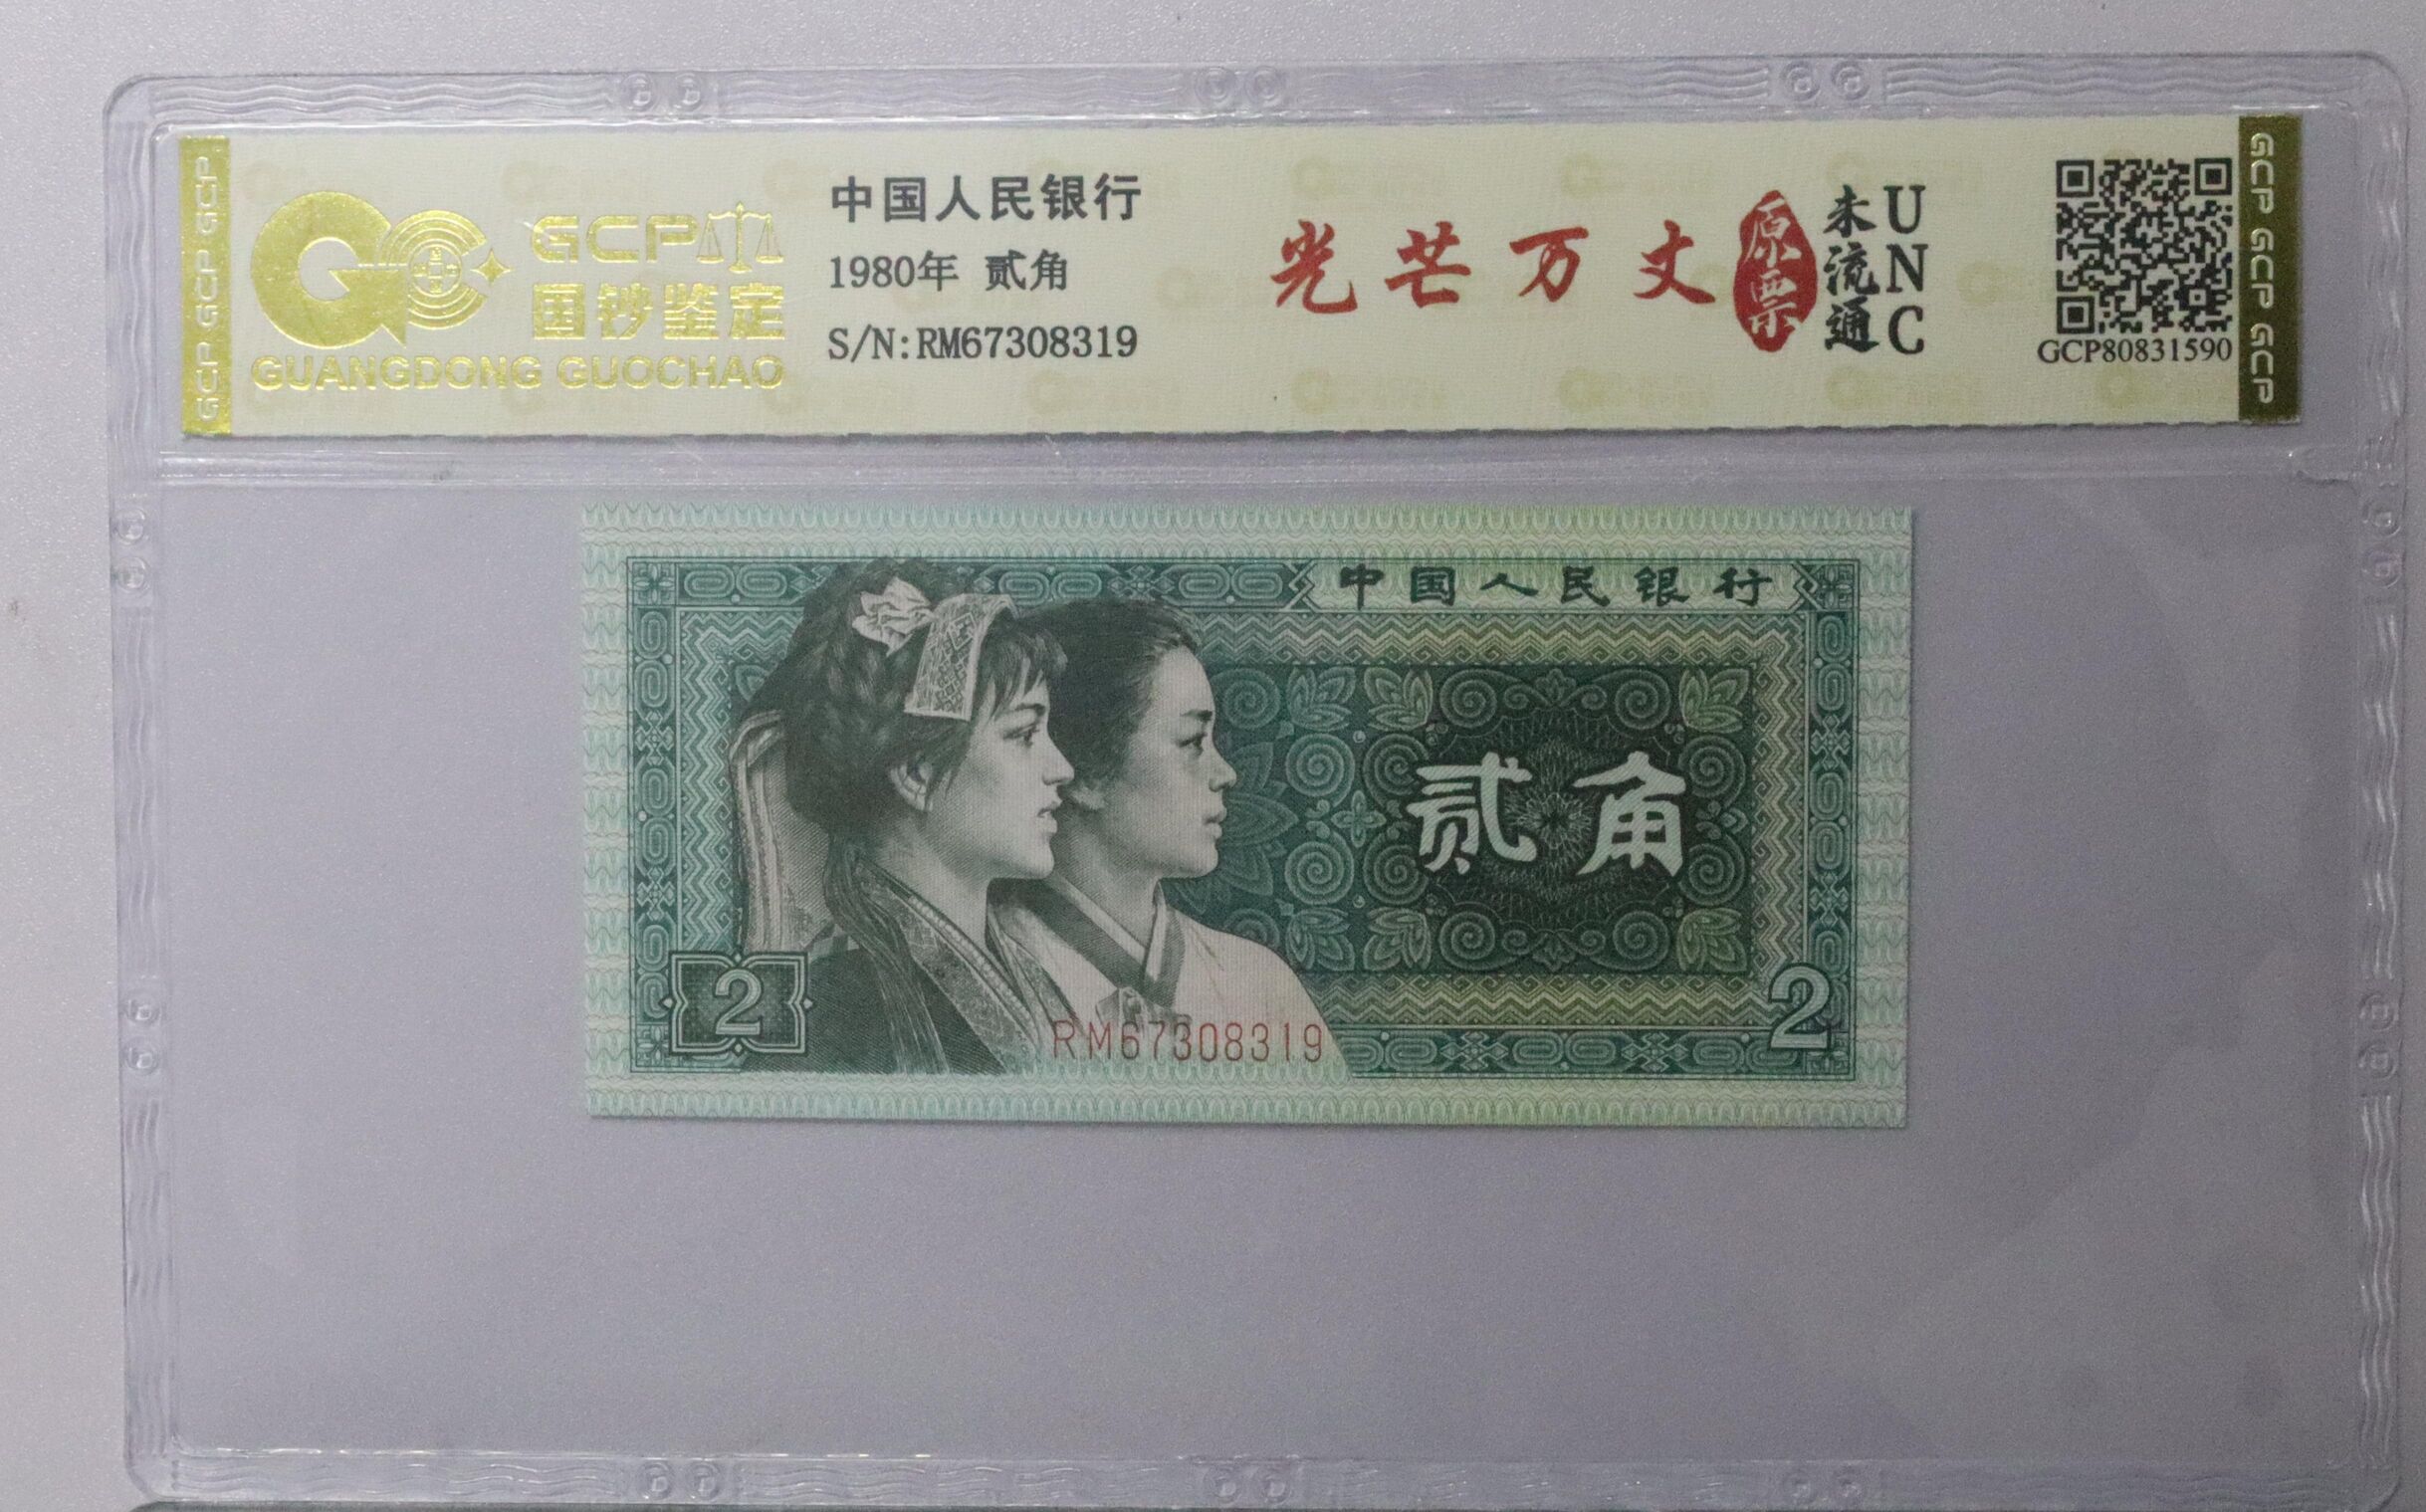 GCP GCP GCP
GCP
国钞鉴定
GUANGDONG GUOCHAO
中国人民银行
1980年 贰角
S/N:RM67308319
光芒万丈
原票
未流通
UNC
GCP80831590
GCP GCP GCP
中国人民银行
贰角
2
2
RM67308319